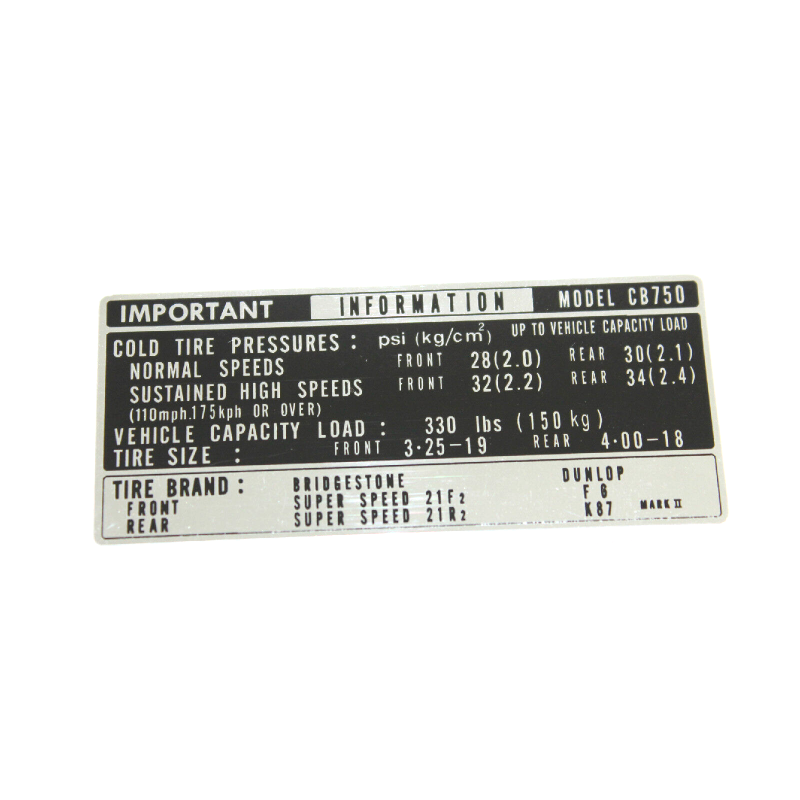 IMPORTANT INFORMATION MODEL CB750
COLD TIRE PRESSURES : psi (kg/cm²) UP TO VEHICLE CAPACITY LOAD
NORMAL SPEEDS FRONT 28(2.0) REAR 30(2.1)
SUSTAINED HIGH SPEEDS FRONT 32(2.2) REAR 34(2.4)
(110mph.175kph OR OVER)
VEHICLE CAPACITY LOAD : 330 lbs (150 kg)
TIRE SIZE : FRONT 3·25-19 REAR 4·00-18
TIRE BRAND : BRIDGESTONE DUNLOP
FRONT SUPER SPEED 21F2 F6
REAR SUPER SPEED 21R2 K87 MARK II